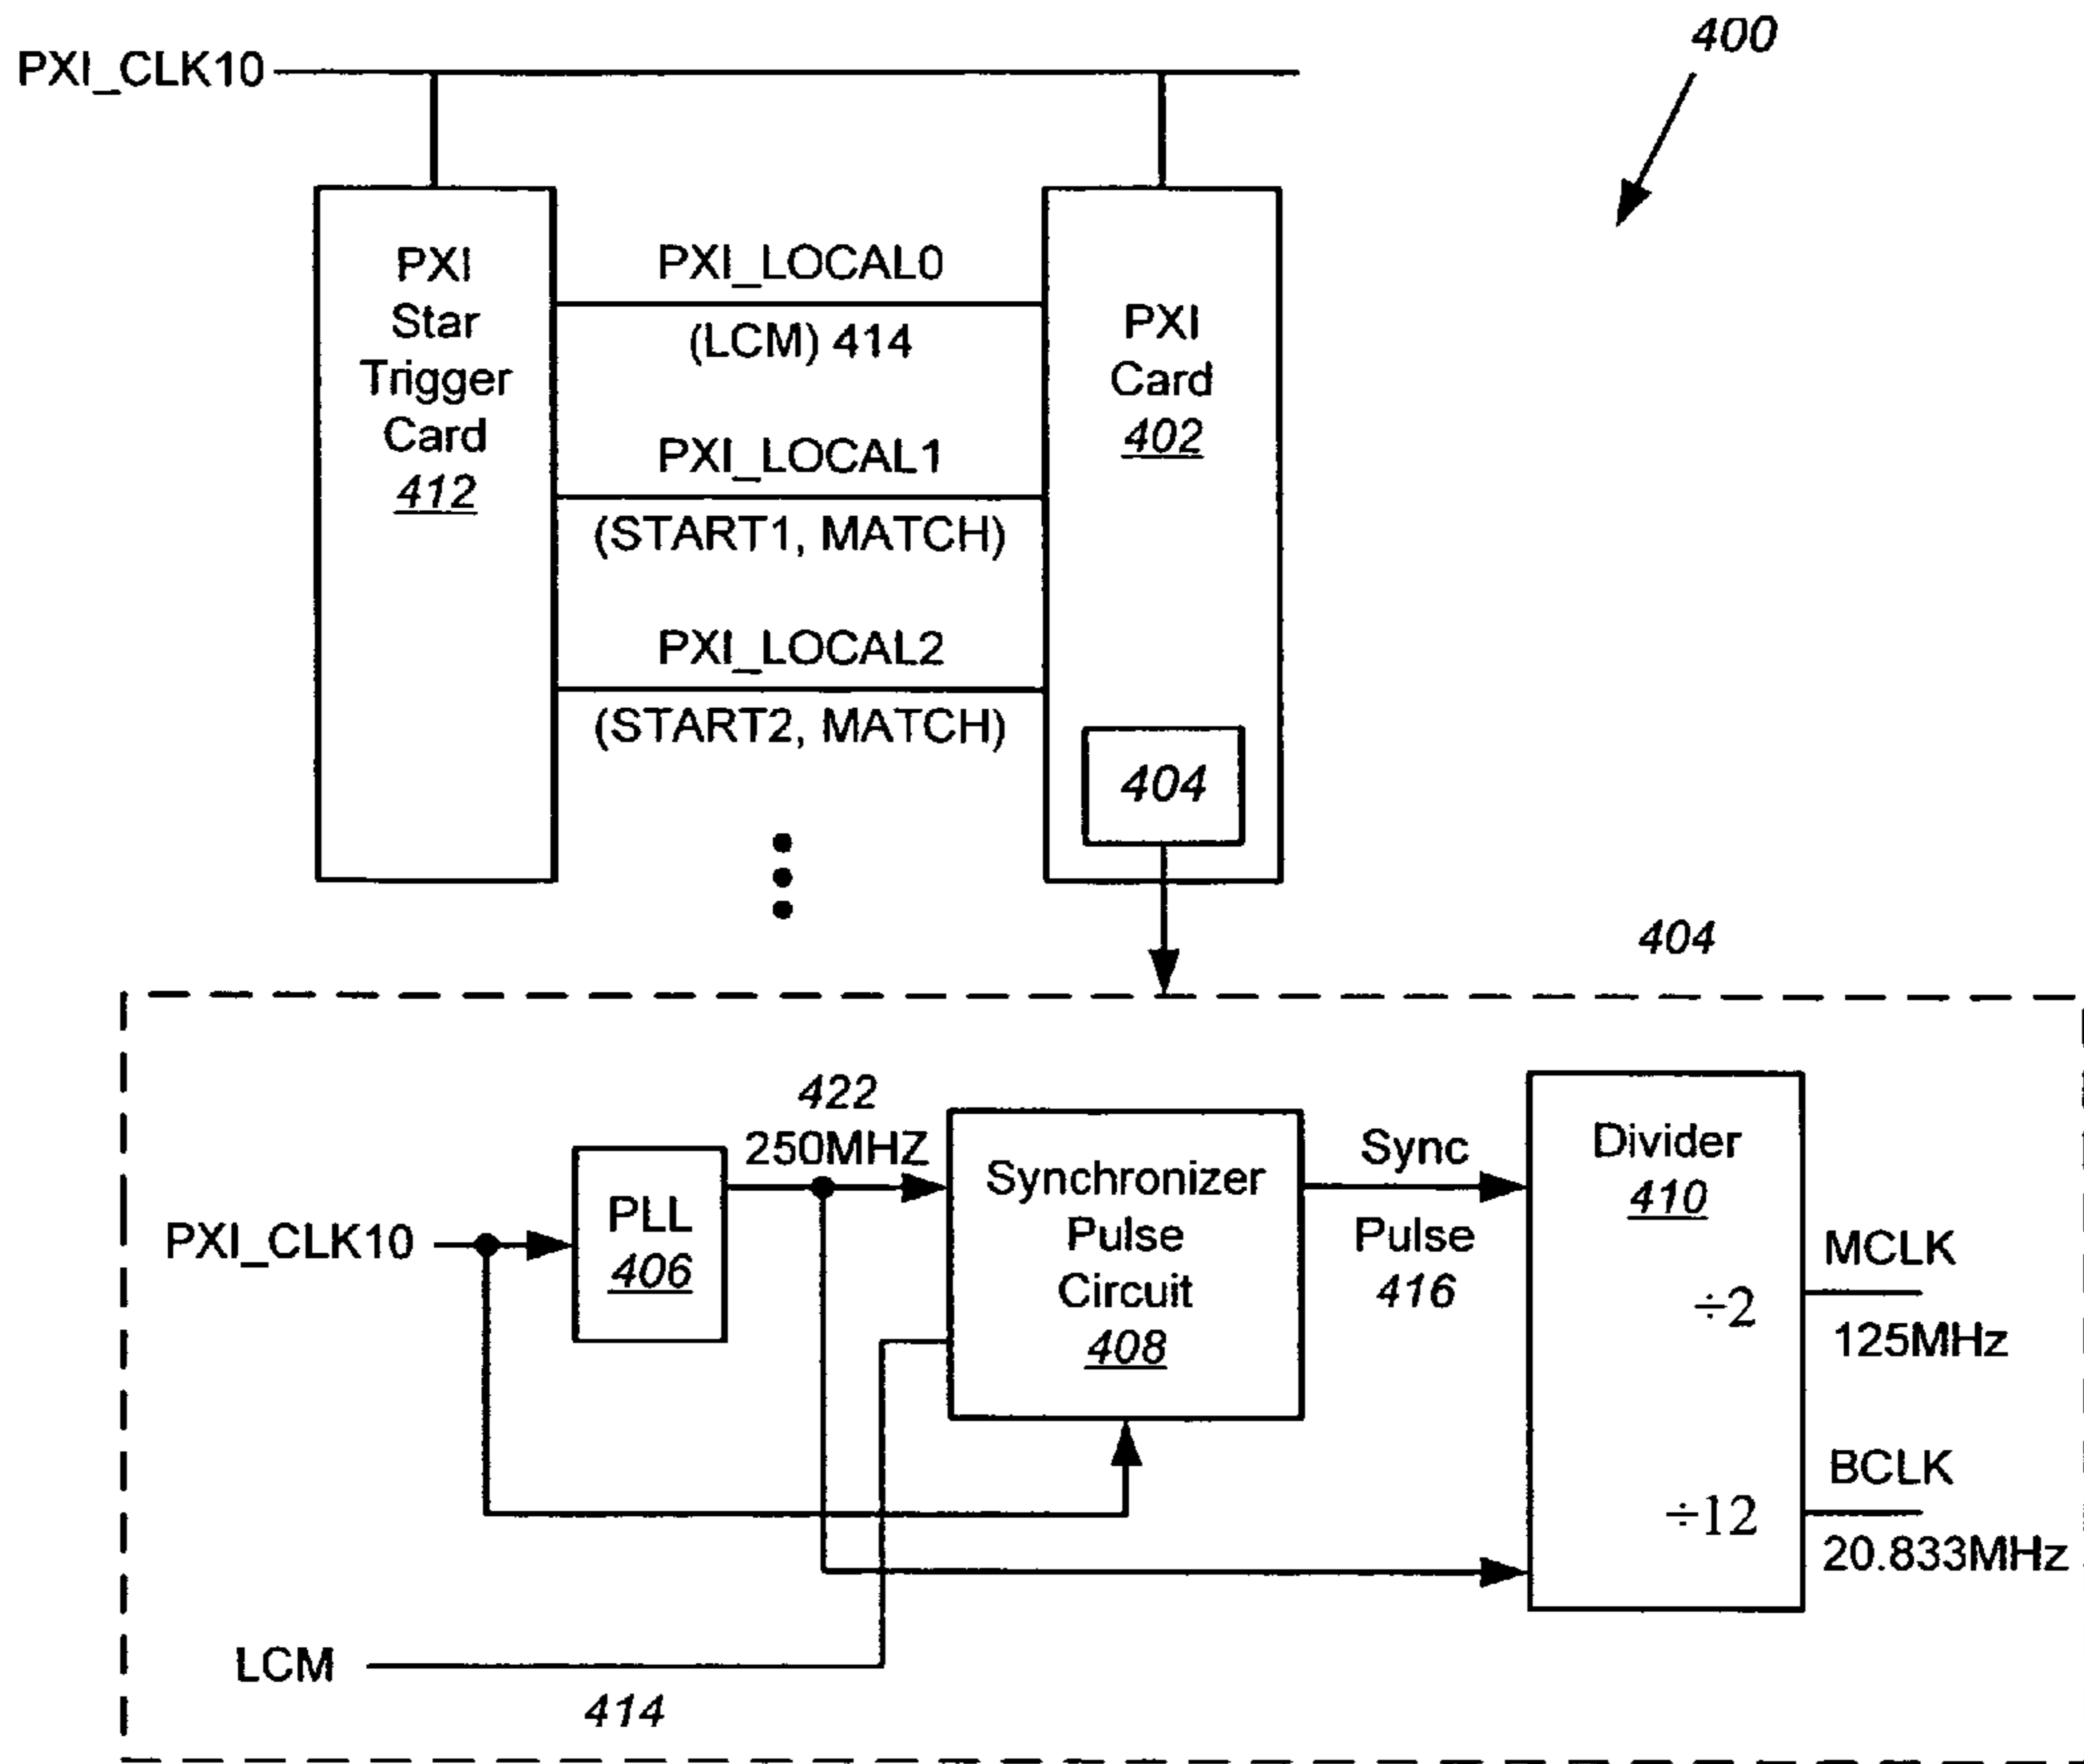 400
PXI_CLK10
PXI
Star
Trigger
Card
412
PXI_LOCAL0
(LCM) 414
PXI_LOCAL1
(START1, MATCH)
PXI_LOCAL2
(START2, MATCH)
PXI
Card
402
404
404
PXI_CLK10
PLL
406
422
250MHZ
Synchronizer
Pulse
Circuit
408
Sync
Pulse
416
Divider
410
÷2
÷12
MCLK
125MHz
BCLK
20.833MHz
LCM
414